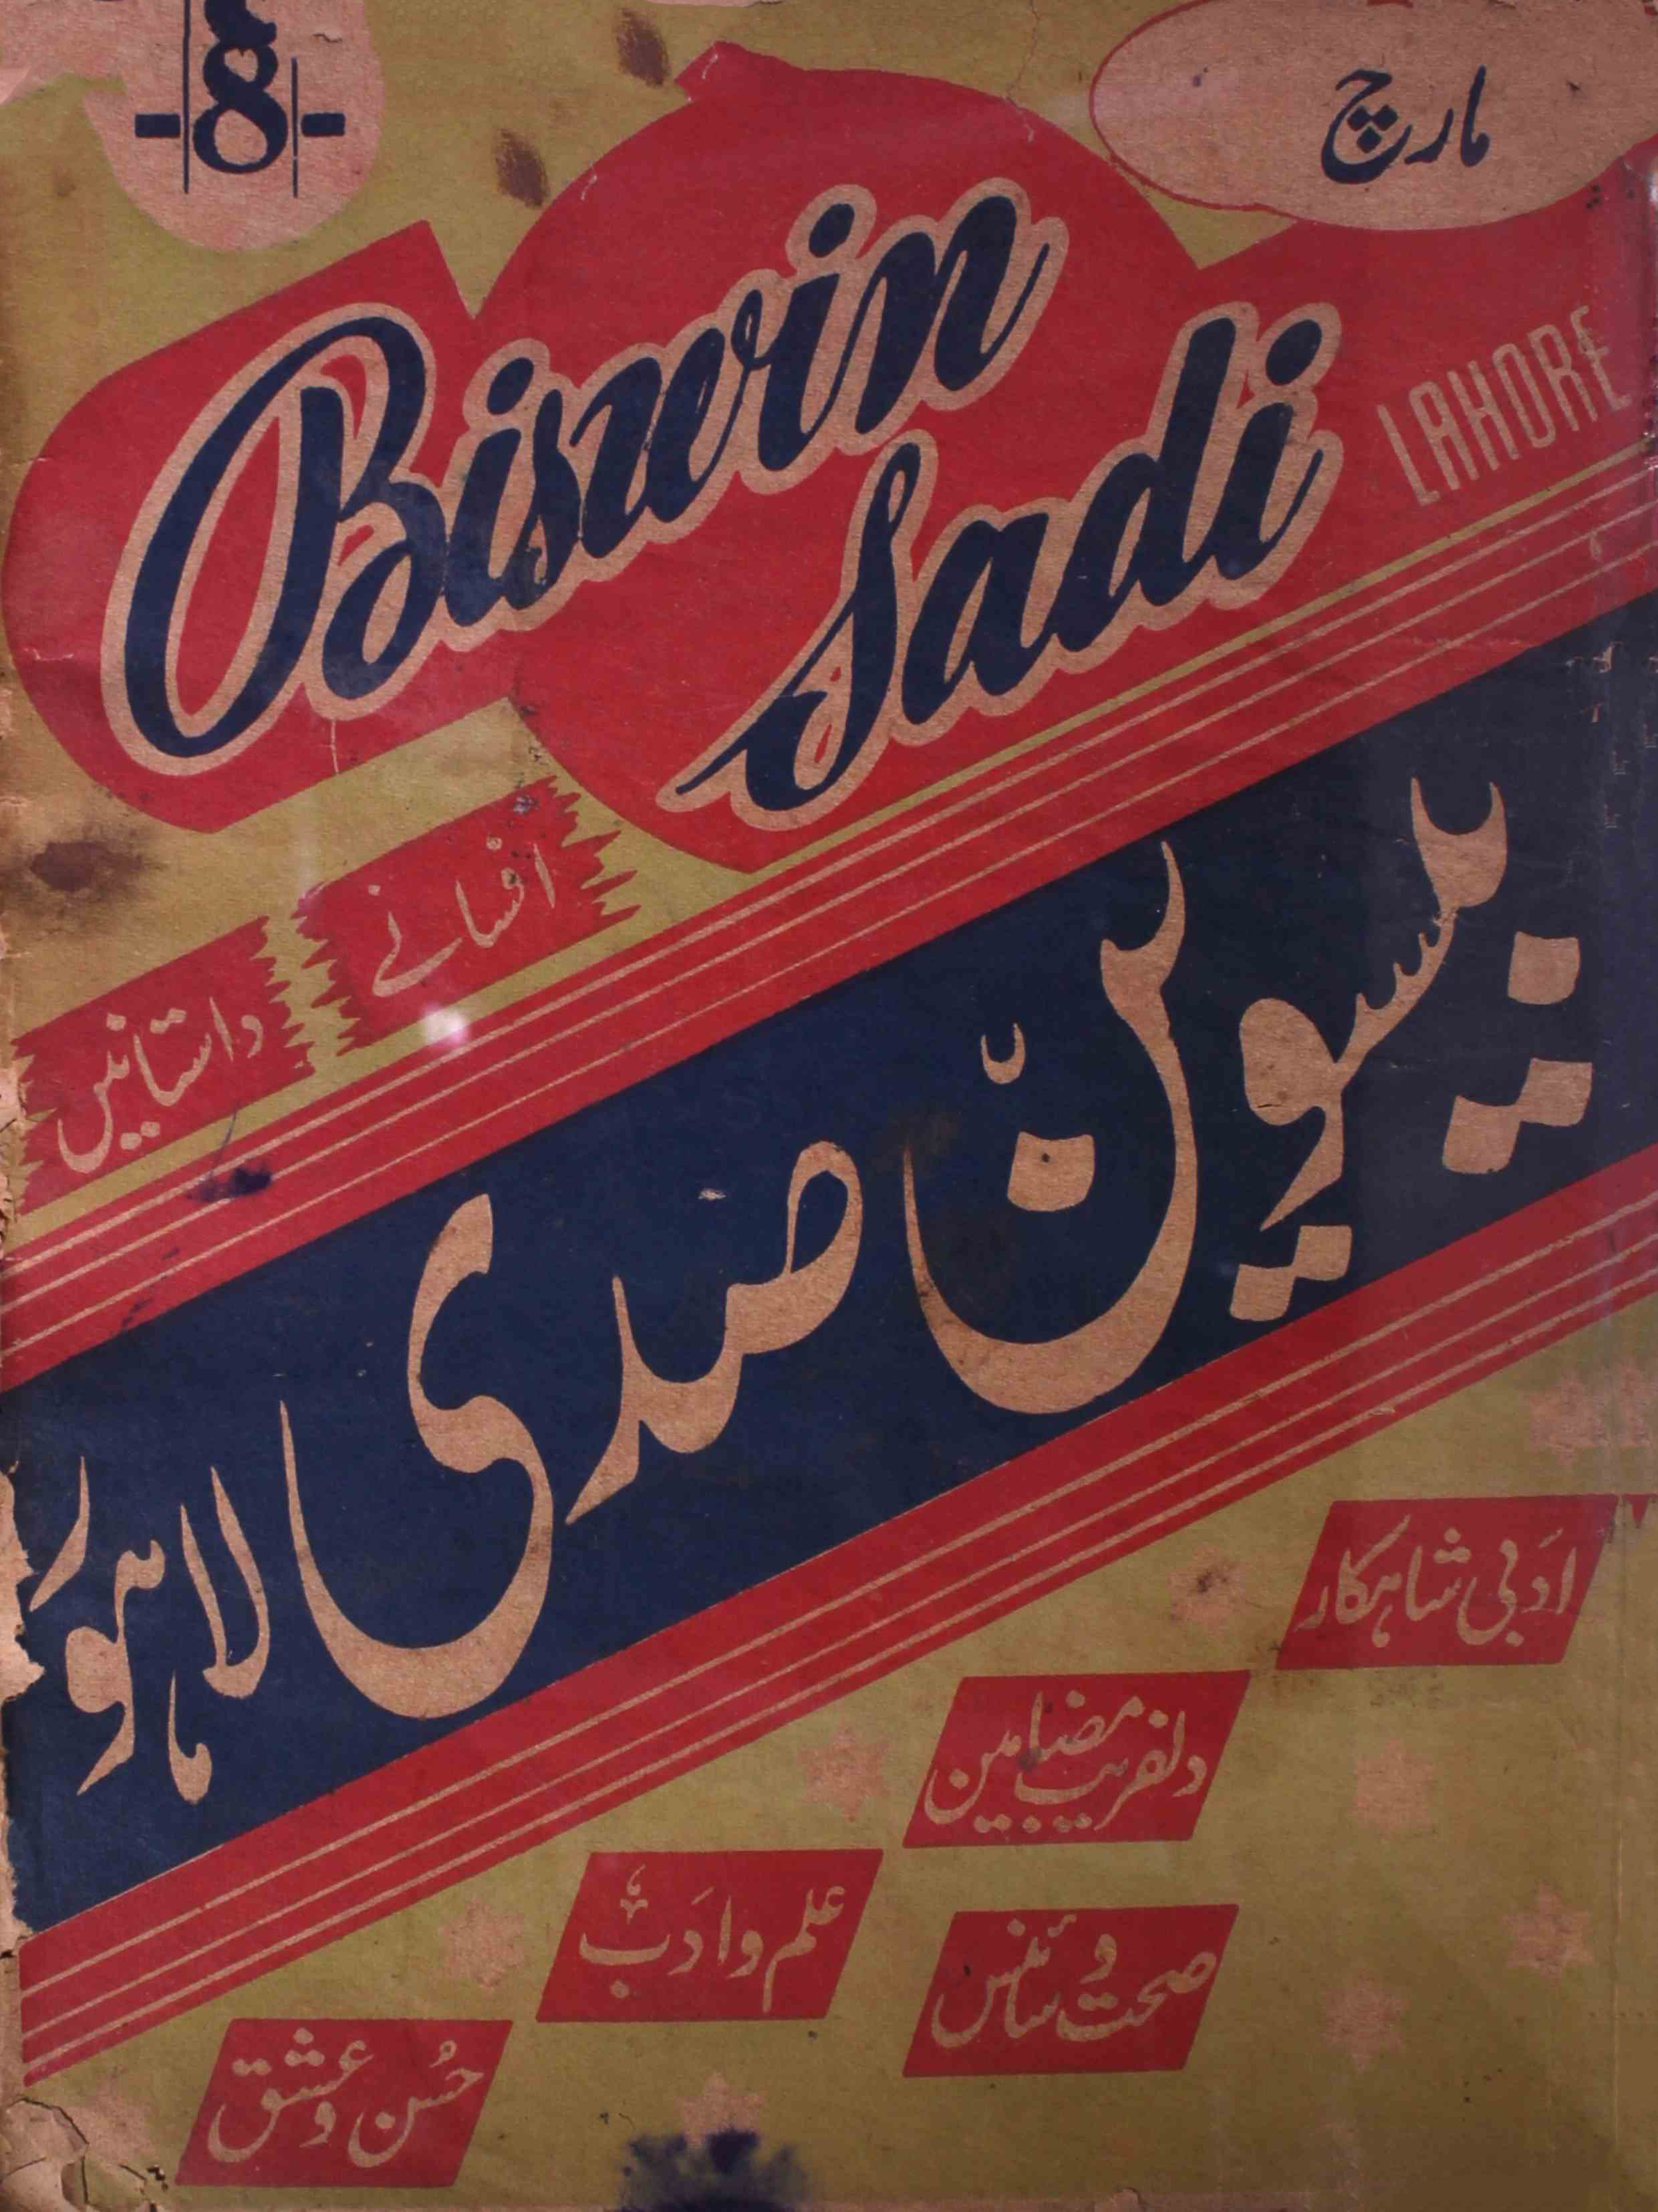 -8-
مارچ
Biswin
Sadi
LAHORE
افسانے
داستانیں
بیسویں صدی لاہور
ادبی شاہکار
دلفریب مضامین
صحت و سائنس
علم و ادب
حُسن و عشق